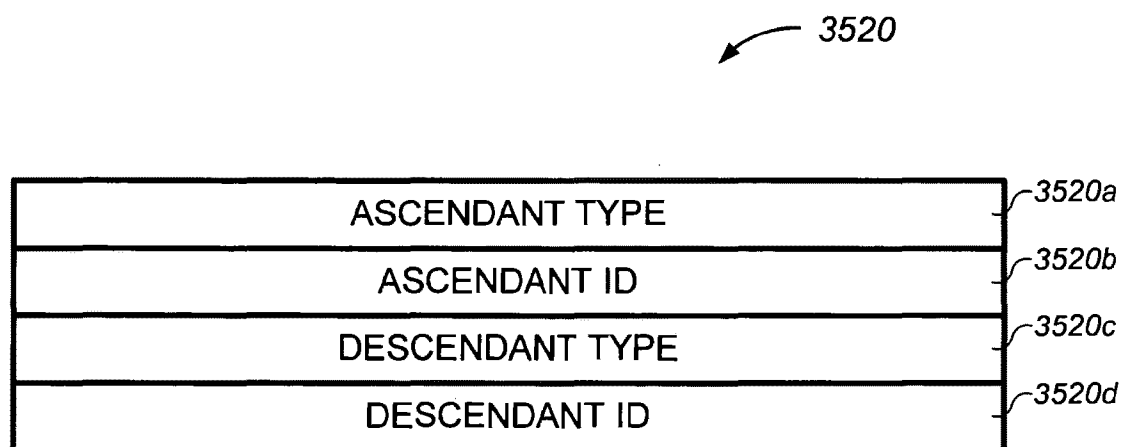 3520
ASCENDANT TYPE 3520a
ASCENDANT ID 3520b
DESCENDANT TYPE 3520c
DESCENDANT ID 3520d